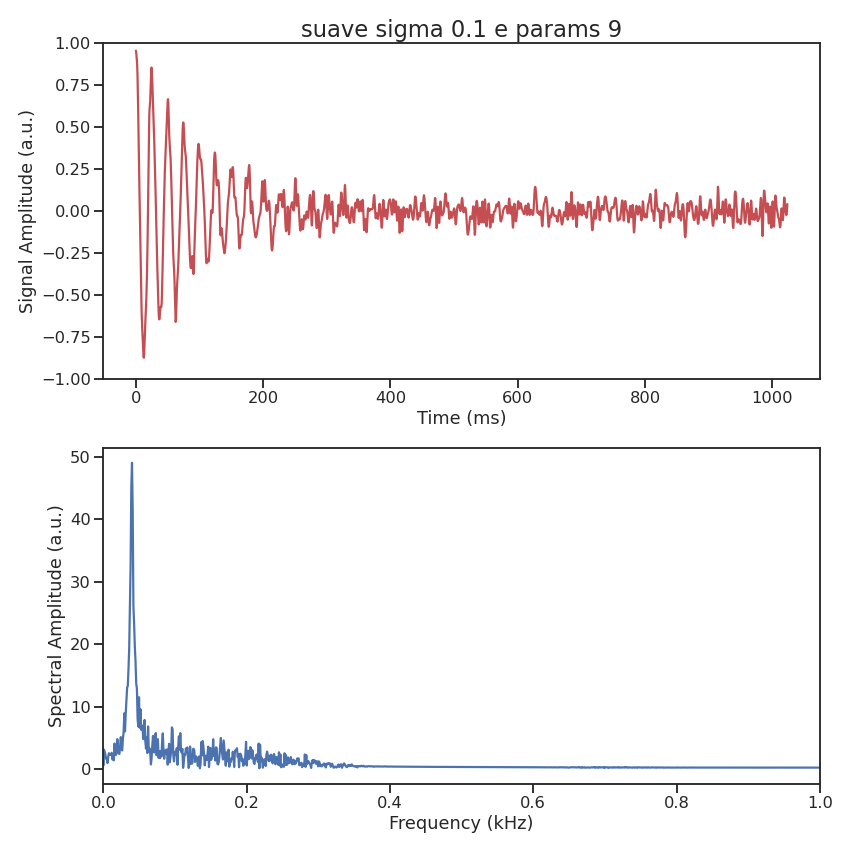 suave sigma 0.1 e params 9
1.00
0.75
0.50
0.25
0.00
−0.25
−0.50
−0.75
−1.00
Signal Amplitude (a.u.)
0 200 400 600 800 1000
Time (ms)
50
40
30
20
10
0
Spectral Amplitude (a.u.)
0.0 0.2 0.4 0.6 0.8 1.0
Frequency (kHz)